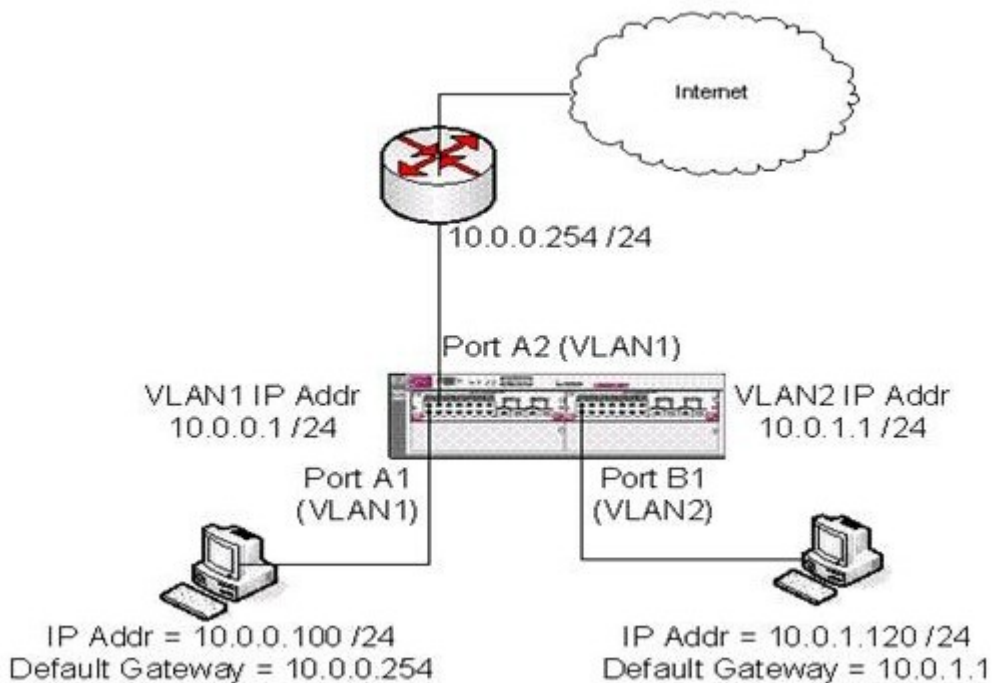 Internet
10.0.0.254 /24
Port A2 (VLAN1)
VLAN1 IP Addr
10.0.0.1 /24
VLAN2 IP Addr
10.0.1.1 /24
Port A1
(VLAN1)
Port B1
(VLAN2)
IP Addr = 10.0.0.100 /24
Default Gateway = 10.0.0.254
IP Addr = 10.0.1.120 /24
Default Gateway = 10.0.1.1